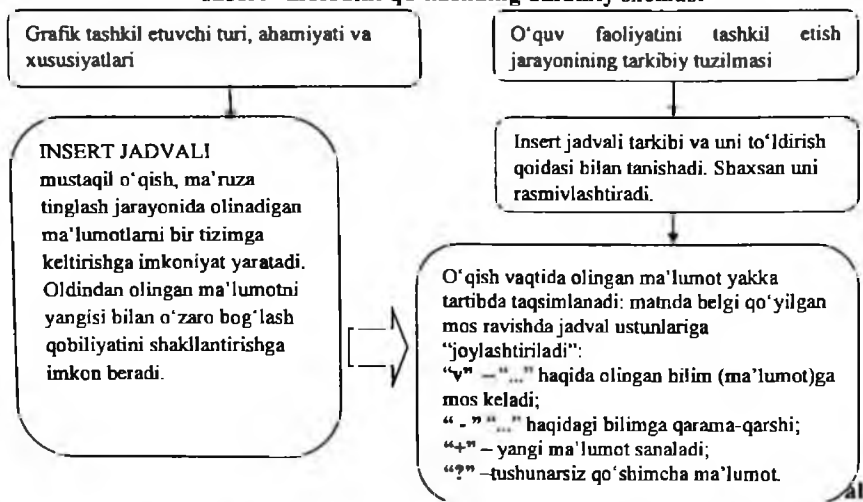 Grafik tashkil etuvchi turi, ahamiyati va
xususiyatlari
O‘quv faoliyatini tashkil etish
jarayonining tarkibiy tuzilmasi
INSERT JADVALI
mustaqil o‘qish, ma'ruza
tinglash jarayonida olinadigan
ma'lumotlarni bir tizimga
keltirishga imkoniyat yaratadi.
Oldindan olingan ma'lumotni
yangisi bilan o‘zaro bog‘lash
qobiliyatini shakllantirishga
imkon beradi.
Insert jadvali tarkibi va uni to‘ldirish
qoidasi bilan tanishadi. Shaxsan uni
rasmivlashtiradi.
O‘qish vaqtida olingan ma'lumot yakka
tartibda taqsimlanadi: matnda belgi qo‘yilgan
mos ravishda jadval ustunlariga
“joylashtiriladi”:
“v” – “...” haqida olingan bilim (ma'lumot)ga
mos keladi;
“ - ” “...” haqidagi bilimga qarama-qarshi;
“+” – yangi ma'lumot sanaladi;
“?” –tushunarsiz qo‘shimcha ma'lumot.